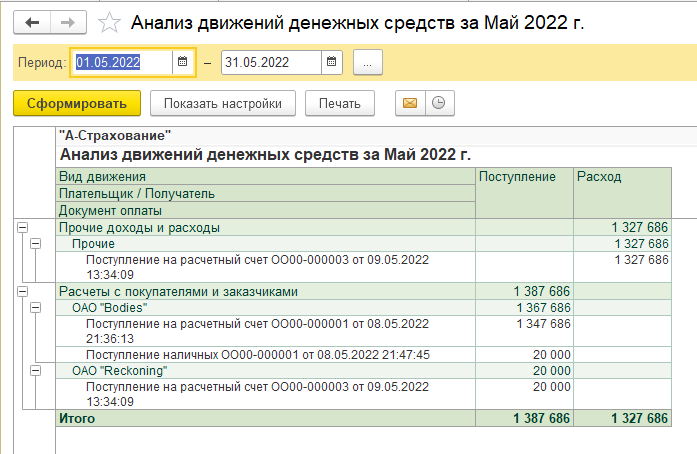 Анализ движений денежных средств за Май 2022 г.
Период: 01.05.2022 – 31.05.2022 ...
Сформировать Показать настройки Печать
"А-Страхование"
Анализ движений денежных средств за Май 2022 г.
Вид движения Поступление Расход
Плательщик / Получатель
Документ оплаты
Прочие доходы и расходы 1 327 686
Прочие 1 327 686
Поступление на расчетный счет ОО00-000003 от 09.05.2022 1 327 686
13:34:09
Расчеты с покупателями и заказчиками 1 387 686
ОАО "Bodies" 1 367 686
Поступление на расчетный счет ОО00-000001 от 08.05.2022 1 347 686
21:36:13
Поступление наличных ОО00-000001 от 08.05.2022 21:47:45 20 000
ОАО "Reckoning" 20 000
Поступление на расчетный счет ОО00-000003 от 09.05.2022 20 000
13:34:09
Итого 1 387 686 1 327 686